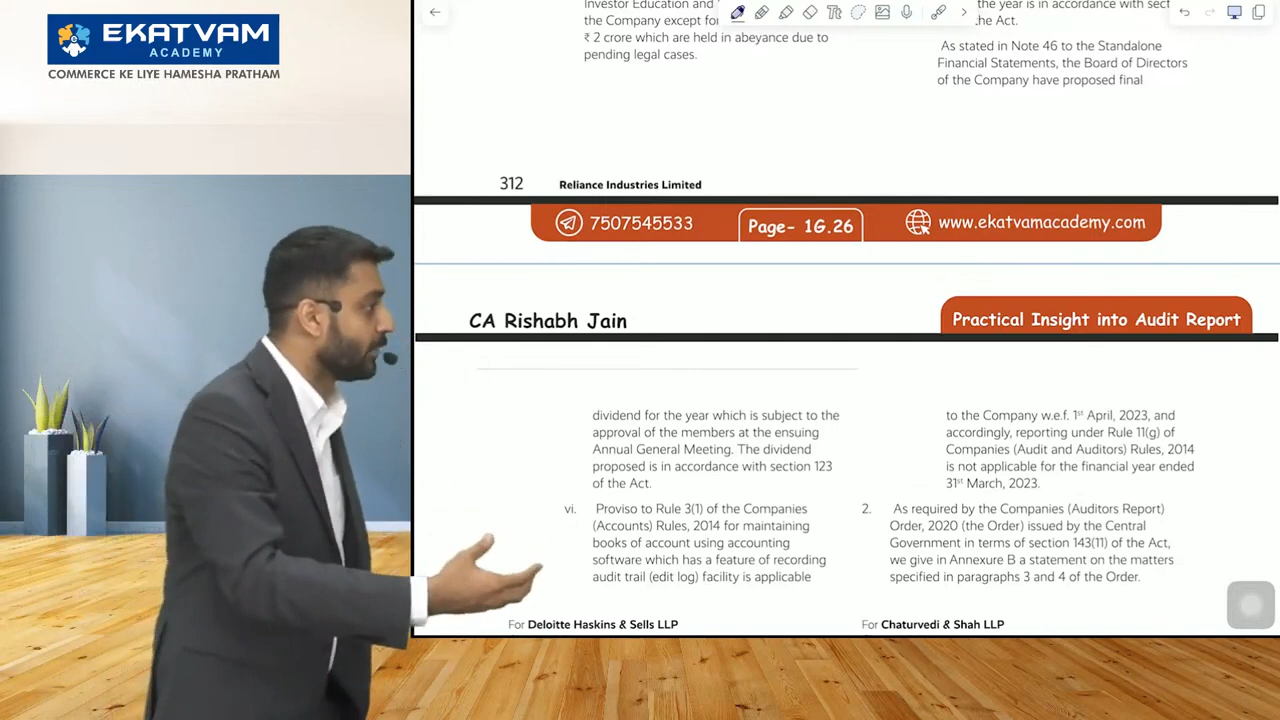 EKATVAM
ACADEMY
COMMERCE KE LIYE HAMESHA PRATHAM
Investor Education and
the Company except for
₹ 2 crore which are held in abeyance due to
pending legal cases.
the year is in accordance with sect
the Act.
As stated in Note 46 to the Standalone
Financial Statements, the Board of Directors
of the Company have proposed final
312 Reliance Industries Limited
7507545533
Page- 1G.26
www.ekatvamacademy.com
CA Rishabh Jain
Practical Insight into Audit Report
dividend for the year which is subject to the
approval of the members at the ensuing
Annual General Meeting. The dividend
proposed is in accordance with section 123
of the Act.
vi. Proviso to Rule 3(1) of the Companies
(Accounts) Rules, 2014 for maintaining
books of account using accounting
software which has a feature of recording
audit trail (edit log) facility is applicable
to the Company w.e.f. 1st April, 2023, and
accordingly, reporting under Rule 11(g) of
Companies (Audit and Auditors) Rules, 2014
is not applicable for the financial year ended
31st March, 2023.
2. As required by the Companies (Auditors Report)
Order, 2020 (the Order) issued by the Central
Government in terms of section 143(11) of the Act,
we give in Annexure B a statement on the matters
specified in paragraphs 3 and 4 of the Order.
For Deloitte Haskins & Sells LLP
For Chaturvedi & Shah LLP